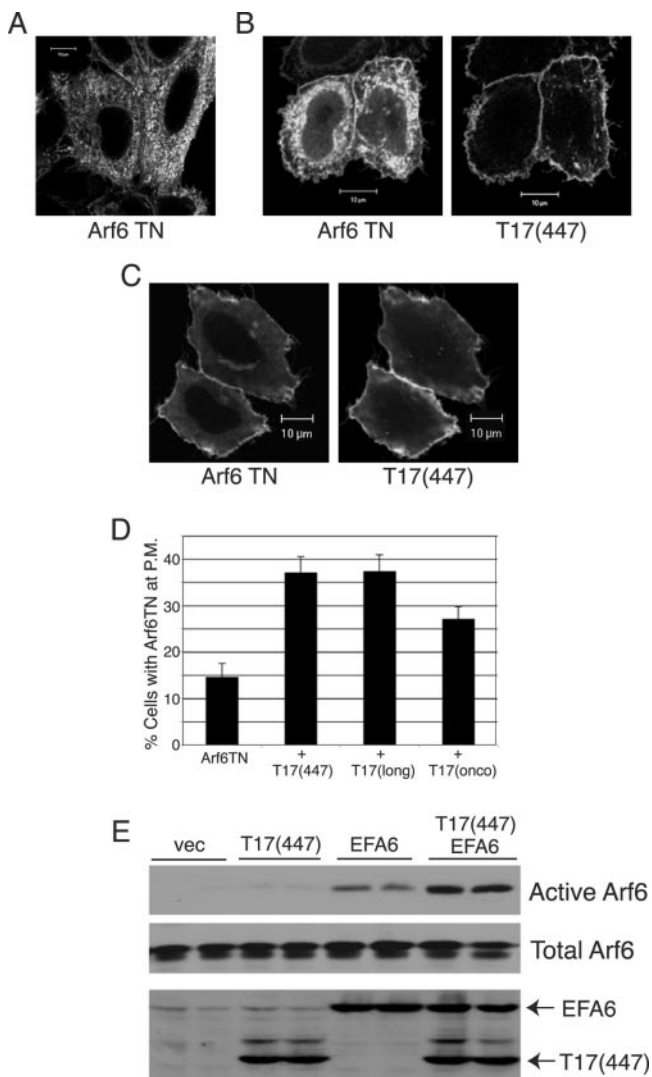 A
B
10 µm
10 µm
10 µm
Arf6 TN
Arf6 TN
T17(447)
C
10 µm
10 µm
Arf6 TN
T17(447)
D
% Cells with Arf6TN at P.M.
40
30
20
10
0
Arf6TN
+
T17(447)
+
T17(long)
+
T17(onco)
E
vec
T17(447)
EFA6
T17(447)
EFA6
Active Arf6
Total Arf6
← EFA6
← T17(447)